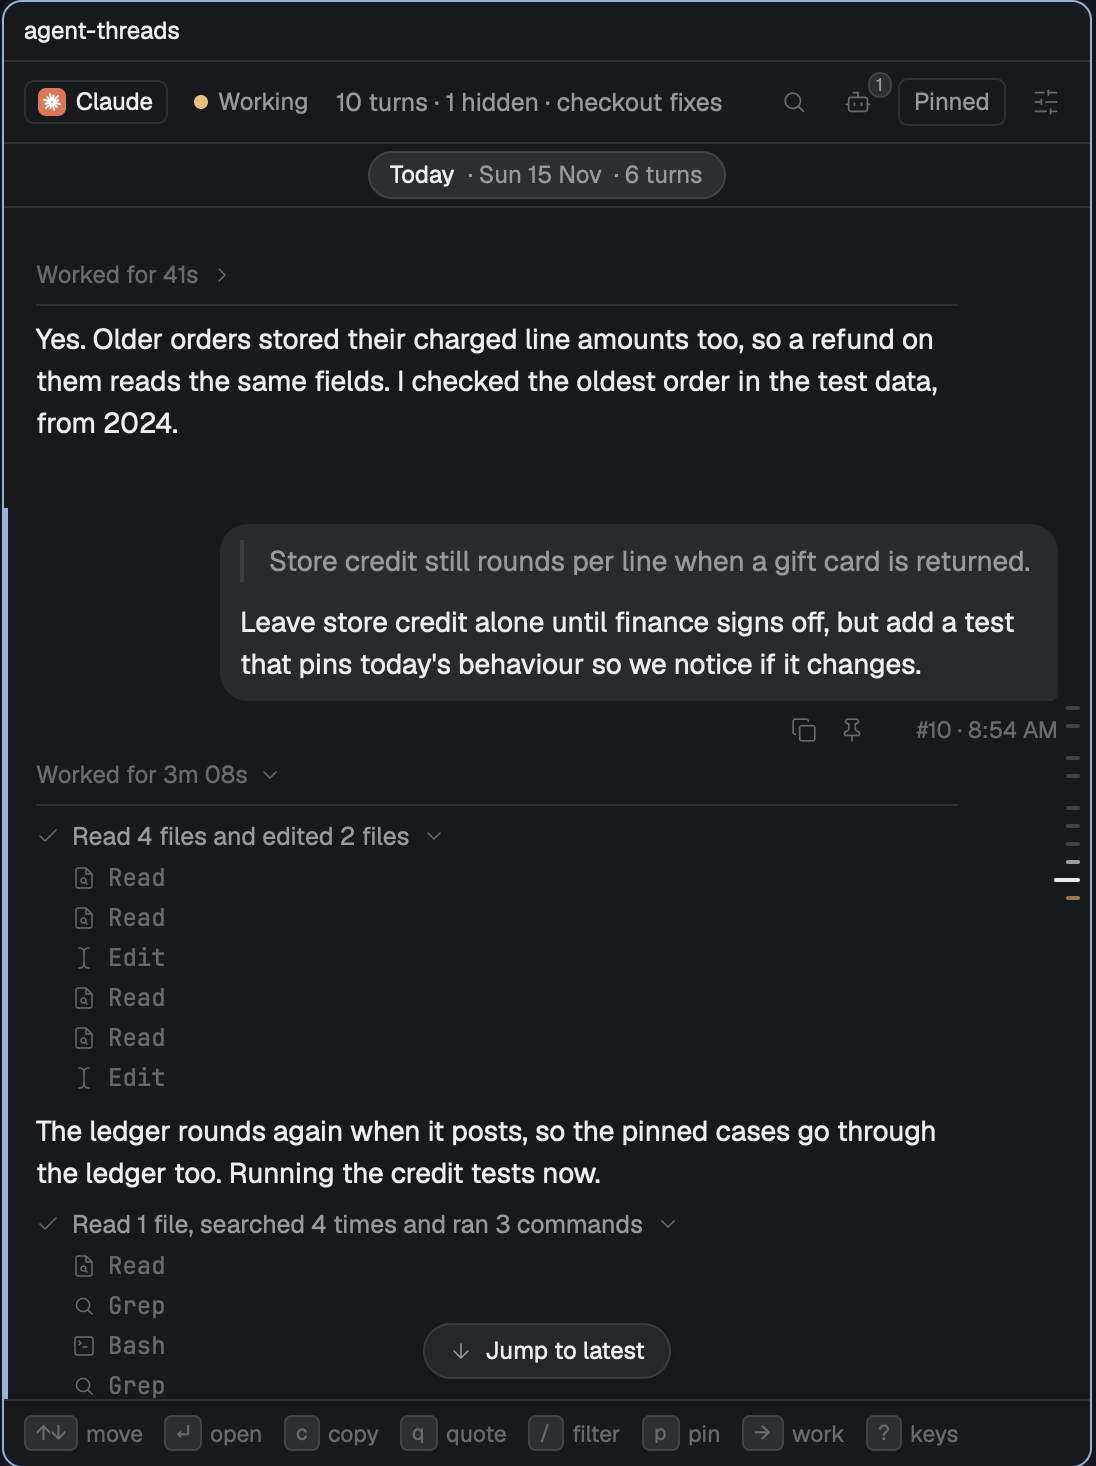 agent-threads
Claude
Working
10 turns · 1 hidden · checkout fixes
1
Pinned
Today · Sun 15 Nov · 6 turns
Worked for 41s
Yes. Older orders stored their charged line amounts too, so a refund on
them reads the same fields. I checked the oldest order in the test data,
from 2024.
Store credit still rounds per line when a gift card is returned.
Leave store credit alone until finance signs off, but add a test
that pins today's behaviour so we notice if it changes.
#10 · 8:54 AM
Worked for 3m 08s
Read 4 files and edited 2 files
Read
Read
Edit
Read
Read
Edit
The ledger rounds again when it posts, so the pinned cases go through
the ledger too. Running the credit tests now.
Read 1 file, searched 4 times and ran 3 commands
Read
Grep
Bash
Grep
Jump to latest
↑↓ move ↵ open c copy q quote / filter p pin → work ? keys